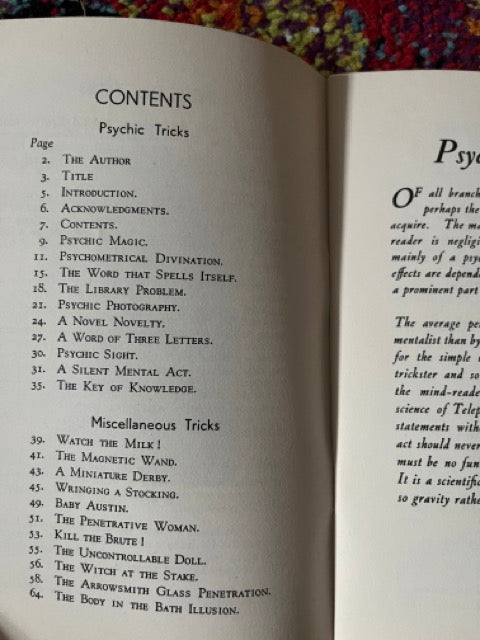 CONTENTS
Psychic Tricks
Page
2. THE AUTHOR
3. TITLE
5. INTRODUCTION.
6. ACKNOWLEDGMENTS.
7. CONTENTS.
9. PSYCHIC MAGIC.
11. PSYCHOMETRICAL DIVINATION.
15. THE WORD THAT SPELLS ITSELF.
18. THE LIBRARY PROBLEM.
21. PSYCHIC PHOTOGRAPHY.
24. A NOVEL NOVELTY.
27. A WORD OF THREE LETTERS.
30. PSYCHIC SIGHT.
31. A SILENT MENTAL ACT.
35. THE KEY OF KNOWLEDGE.
Miscellaneous Tricks
39. WATCH THE MILK !
41. THE MAGNETIC WAND.
43. A MINIATURE DERBY.
45. WRINGING A STOCKING.
49. BABY AUSTIN.
51. THE PENETRATIVE WOMAN.
53. KILL THE BRUTE !
55. THE UNCONTROLLABLE DOLL.
56. THE WITCH AT THE STAKE.
58. THE ARROWSMITH GLASS PENETRATION.
64. THE BODY IN THE BATH ILLUSION.
Psyc
OF all branch
perhaps the
acquire. The ma
reader is negligi
mainly of a psy
effects are depend
a prominent part
The average pe
mentalist than by
for the simple
trickster and so
the mind-reade
science of Telep
statements with
act should never
must be no fun
It is a scientific
so gravity rathe